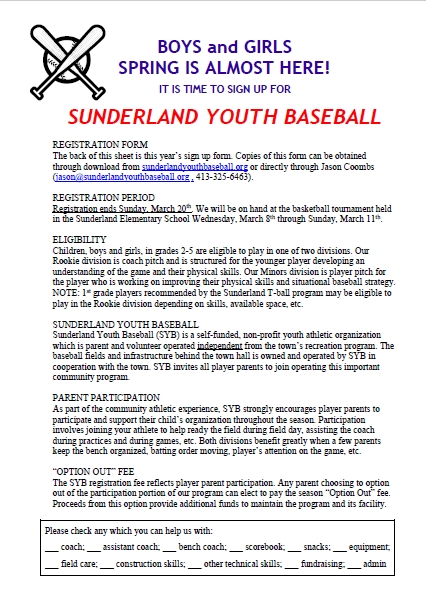 BOYS and GIRLS
SPRING IS ALMOST HERE!
IT IS TIME TO SIGN UP FOR
SUNDERLAND YOUTH BASEBALL
REGISTRATION FORM
The back of this sheet is this year's sign up form. Copies of this form can be obtained
through download from sunderlandyouthbaseball.org or directly through Jason Coombs
(jason@sunderlandyouthbaseball.org , 413-325-6463).
REGISTRATION PERIOD
Registration ends Sunday, March 20th. We will be on hand at the basketball tournament held
in the Sunderland Elementary School Wednesday, March 8th through Sunday, March 11th.
ELIGIBILITY
Children, boys and girls, in grades 2-5 are eligible to play in one of two divisions. Our
Rookie division is coach pitch and is structured for the younger player developing an
understanding of the game and their physical skills. Our Minors division is player pitch for
the player who is working on improving their physical skills and situational baseball strategy.
NOTE: 1st grade players recommended by the Sunderland T-ball program may be eligible to
play in the Rookie division depending on skills, available space, etc.
SUNDERLAND YOUTH BASEBALL
Sunderland Youth Baseball (SYB) is a self-funded, non-profit youth athletic organization
which is parent and volunteer operated independent from the town's recreation program. The
baseball fields and infrastructure behind the town hall is owned and operated by SYB in
cooperation with the town. SYB invites all player parents to join operating this important
community program.
PARENT PARTICIPATION
As part of the community athletic experience, SYB strongly encourages player parents to
participate and support their child's organization throughout the season. Participation
involves joining your athlete to help ready the field during field day, assisting the coach
during practices and during games, etc. Both divisions benefit greatly when a few parents
keep the bench organized, batting order moving, player's attention on the game, etc.
"OPTION OUT" FEE
The SYB registration fee reflects player parent participation. Any parent choosing to option
out of the participation portion of our program can elect to pay the season "Option Out" fee.
Proceeds from this option provide additional funds to maintain the program and its facility.
Please check any which you can help us with:
___ coach; ___ assistant coach; ___ bench coach; ___ scorebook; ___ snacks; ___ equipment;
___ field care; ___ construction skills; ___ other technical skills; ___ fundraising; ___ admin